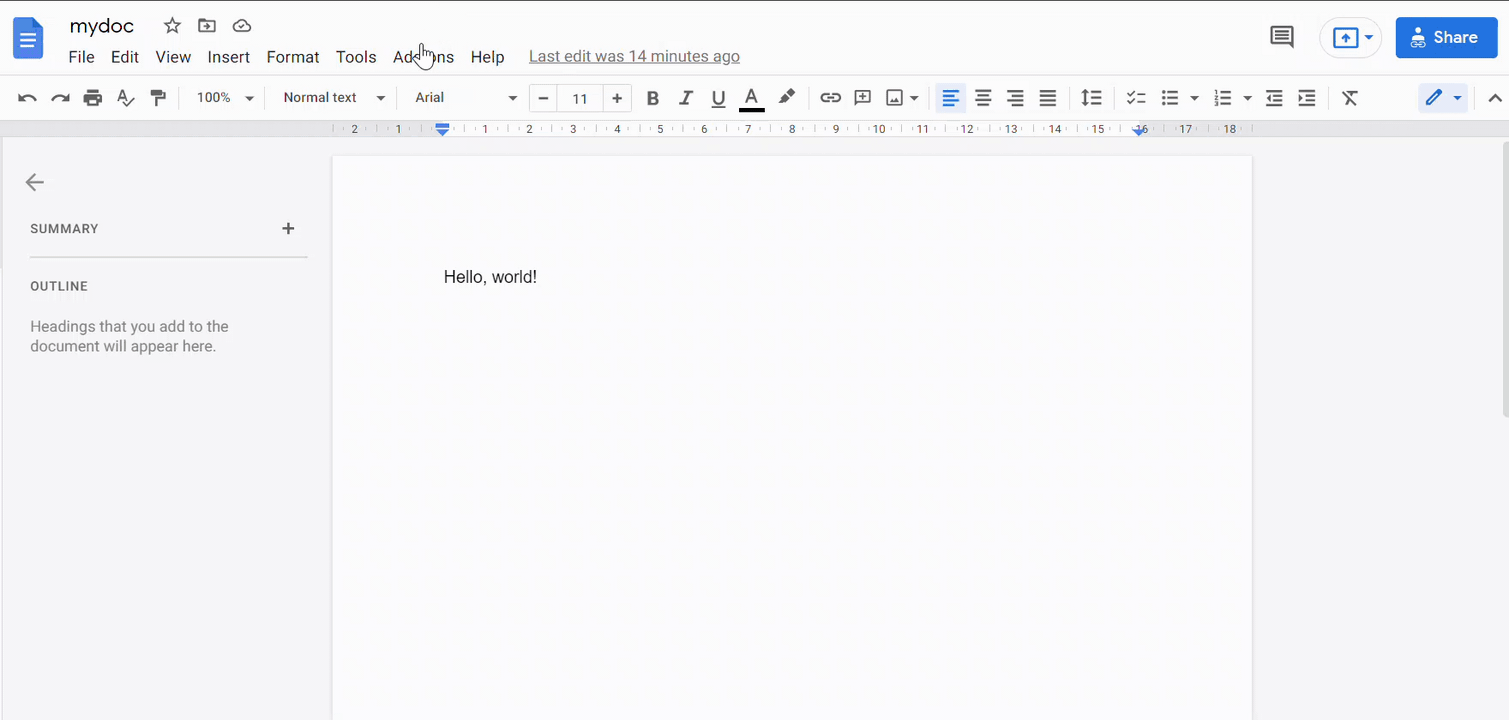 mydoc
File Edit View Insert Format Tools Help Last edit was 14 minutes ago
Share
100% Normal text Arial 11
2 1 1 2 3 4 5 6 7 8 9 10 11 12 13 14 15 16 17 18
SUMMARY
OUTLINE
Headings that you add to the
document will appear here.
Hello, world!